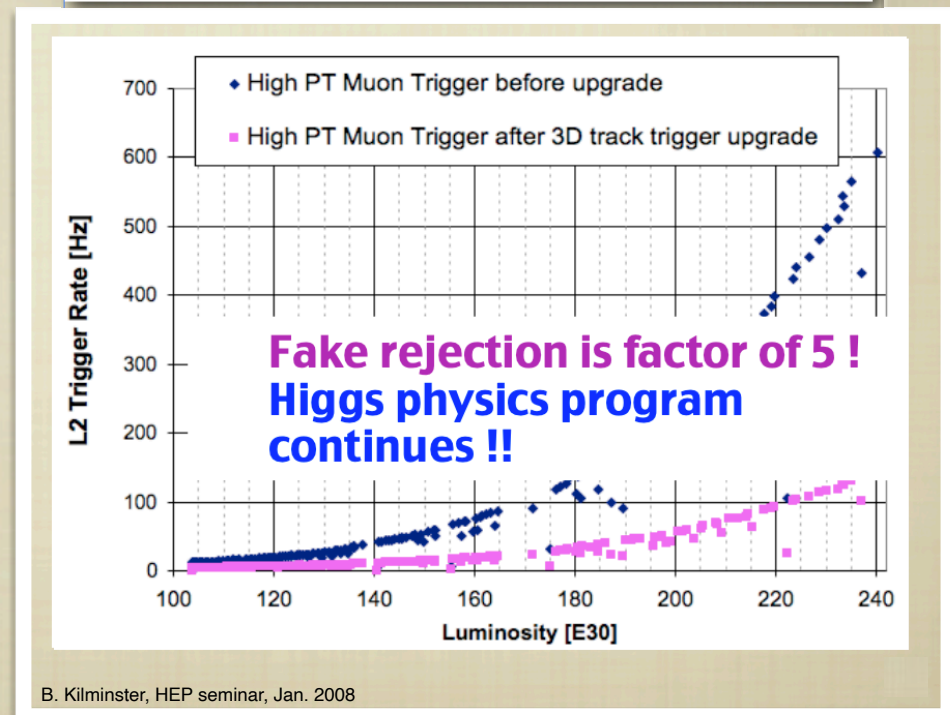 High PT Muon Trigger before upgrade
High PT Muon Trigger after 3D track trigger upgrade
700
600
500
400
300
200
100
0
L2 Trigger Rate [Hz]
Fake rejection is factor of 5 !
Higgs physics program
continues !!
100 120 140 160 180 200 220 240
Luminosity [E30]
B. Kilminster, HEP seminar, Jan. 2008